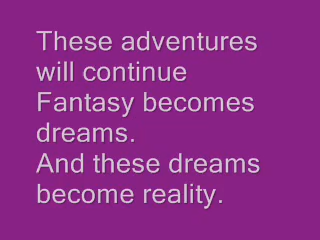 These adventures
will continue
Fantasy becomes
dreams.
And these dreams
become reality.